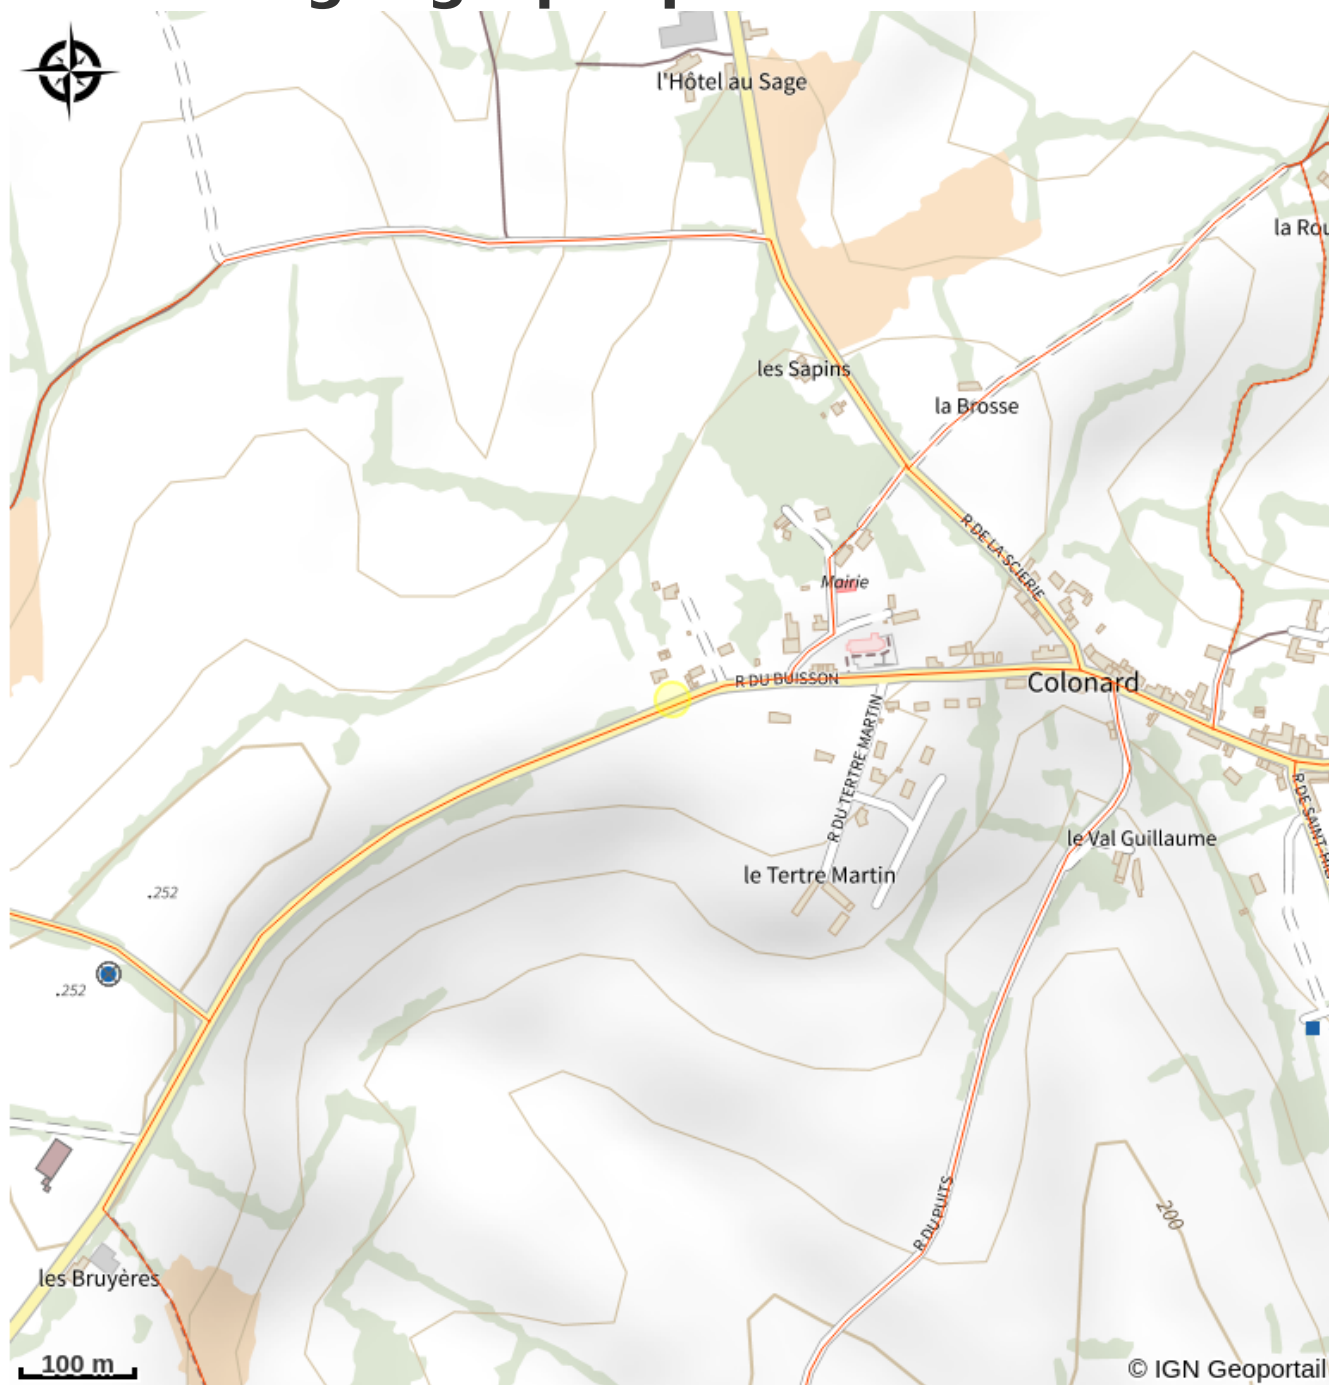 l'Hôtel au Sage
la Rou
les Sapins
la Brosse
R DE LA SCIERIE
Mairie
R DU BUISSON
Colonard
R DU TERTRE MARTIN
R DE SAINT-
le Val Guillaume
le Tertre Martin
.252
.252
R DU PUITS
200
les Bruyères
100 m
© IGN Geoportail